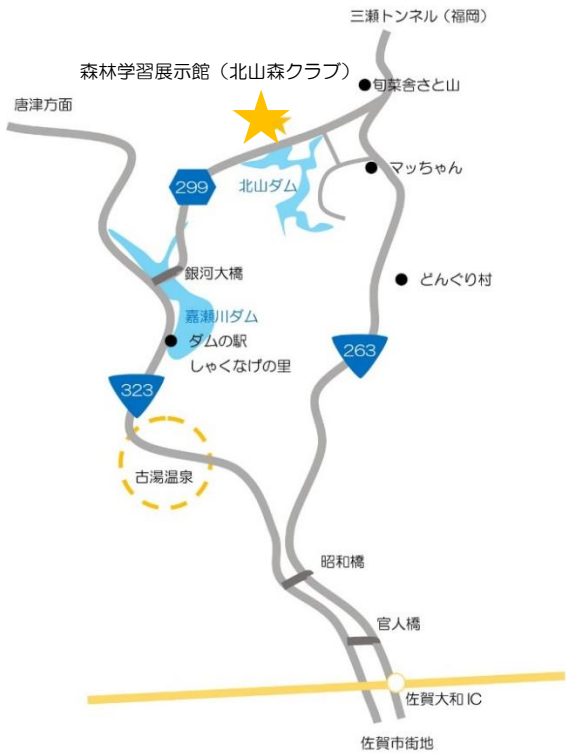 三瀬トンネル（福岡）
森林学習展示館（北山森クラブ）
旬菜舎さと山
唐津方面
マッちゃん
299
北山ダム
銀河大橋
どんぐり村
嘉瀬川ダム
ダムの駅
しゃくなげの里
263
323
古湯温泉
昭和橋
官人橋
佐賀大和IC
佐賀市街地